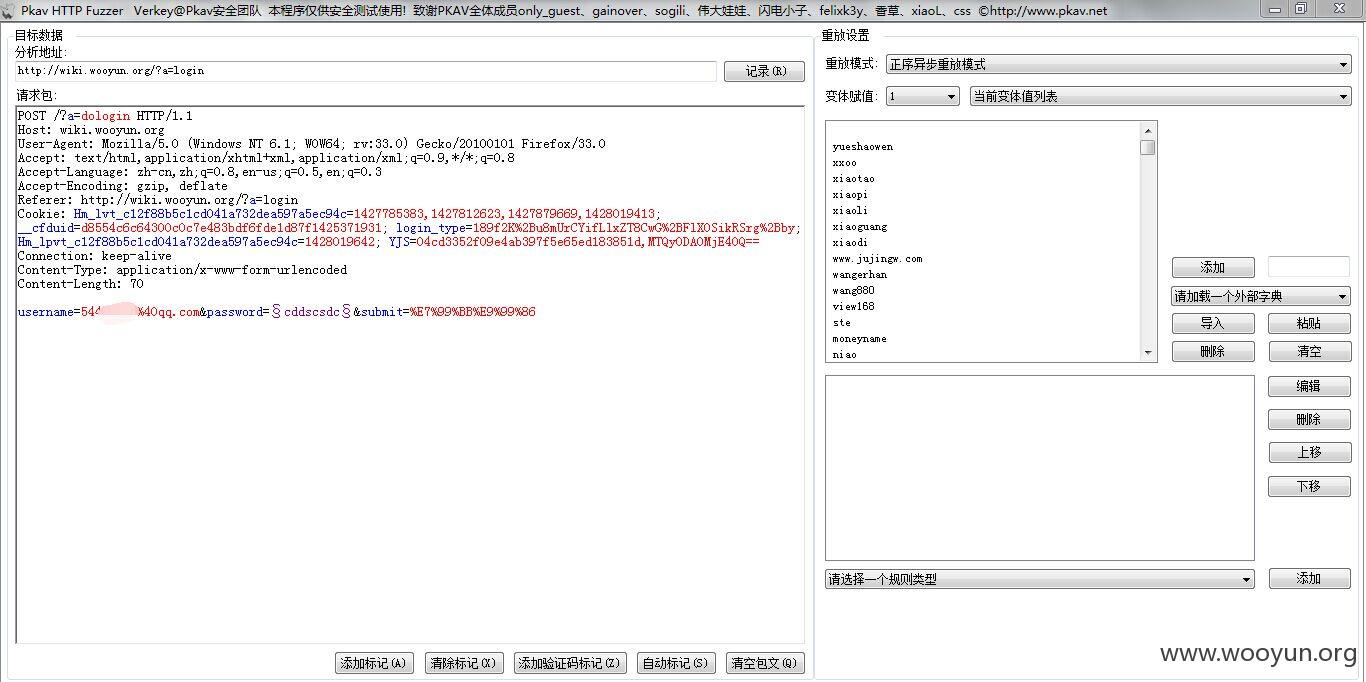 Pkav HTTP Fuzzer Verkey@Pkav安全团队 本程序仅供安全测试使用! 致谢PKAV全体成员only_guest、gainover、sogili、伟大娃娃、闪电小子、felixk3y、香草、xiaoL、css ©http://www.pkav.net
目标数据
分析地址:
http://wiki.wooyun.org/?a=login
记录(R)
请求包:
POST /?a=dologin HTTP/1.1
Host: wiki.wooyun.org
User-Agent: Mozilla/5.0 (Windows NT 6.1; WOW64; rv:33.0) Gecko/20100101 Firefox/33.0
Accept: text/html,application/xhtml+xml,application/xml;q=0.9,*/*;q=0.8
Accept-Language: zh-cn,zh;q=0.8,en-us;q=0.5,en;q=0.3
Accept-Encoding: gzip, deflate
Referer: http://wiki.wooyun.org/?a=login
Cookie: Hm_lvt_c12f88b5c1cd041a732dea597a5ec94c=1427785383,1427812623,1427879669,1428019413;
__cfduid=d8554c6c64300c0c7e483bdf6fde1d87f1425371931; login_type=189f2K%2Bu8mUrCYifLlxZT8CwG%2BFlXOSikRSrg%2Bby;
Hm_lpvt_c12f88b5c1cd041a732dea597a5ec94c=1428019642; YJS=04cd3352f09e4ab397f5e65ed183851d,MTQyODA0MjE4OQ==
Connection: keep-alive
Content-Type: application/x-www-form-urlencoded
Content-Length: 70
username=544 %40qq.com&password=§cddscsdc§&submit=%E7%99%BB%E9%99%86
添加标记(A)
清除标记(X)
添加验证码标记(Z)
自动标记(S)
清空包文(Q)
重放设置
重放模式:
正序异步重放模式
变体赋值:
1
当前变体值列表
yueshaowen
xxoo
xiaotao
xiaopi
xiaoli
xiaoguang
xiaodi
www.jujingw.com
wangerhan
wang880
view168
ste
moneyname
niao
添加
请加载一个外部字典
导入
粘贴
删除
清空
编辑
删除
上移
下移
请选择一个规则类型
添加
www.wooyun.org